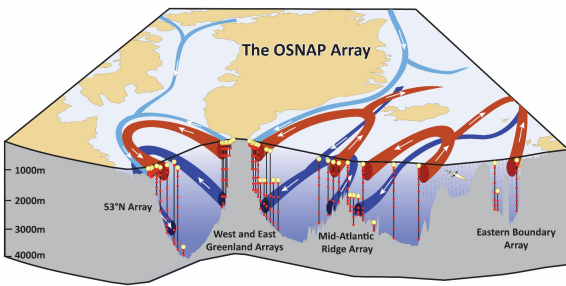 The OSNAP Array
1000m
2000m
3000m
4000m
53°N Array
West and East
Greenland Arrays
Mid-Atlantic
Ridge Array
Eastern Boundary
Array